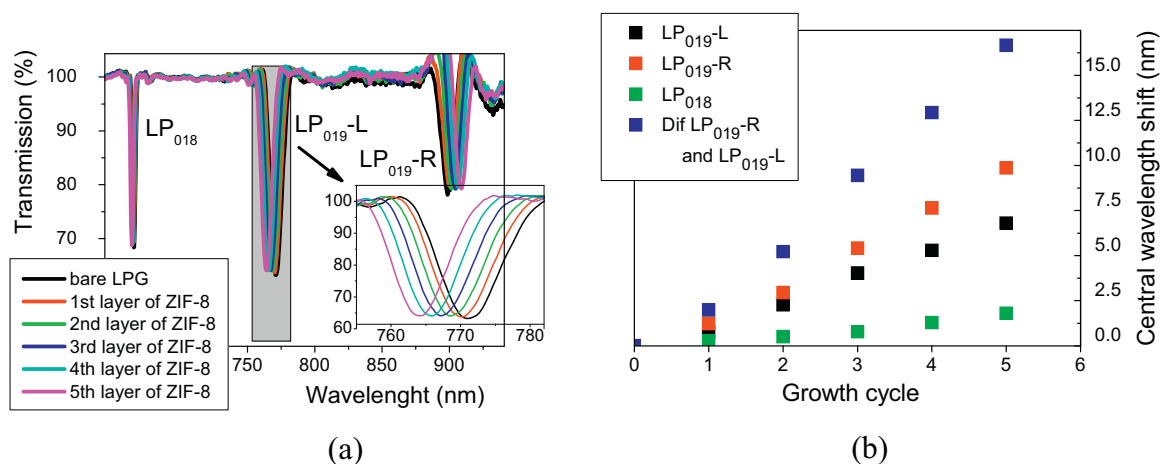 Transmission (%)
100
90
80
70
LP018
LP019-L
LP019-R
100
90
80
70
60
760
770
780
bare LPG
1st layer of ZIF-8
2nd layer of ZIF-8
3rd layer of ZIF-8
4th layer of ZIF-8
5th layer of ZIF-8
750
800
850
900
Wavelenght (nm)
(a)
LP019-L
LP019-R
LP018
Dif LP019-R
and LP019-L
15.0
12.5
10.0
7.5
5.0
2.5
0.0
Central wavelength shift (nm)
0 1 2 3 4 5 6
Growth cycle
(b)